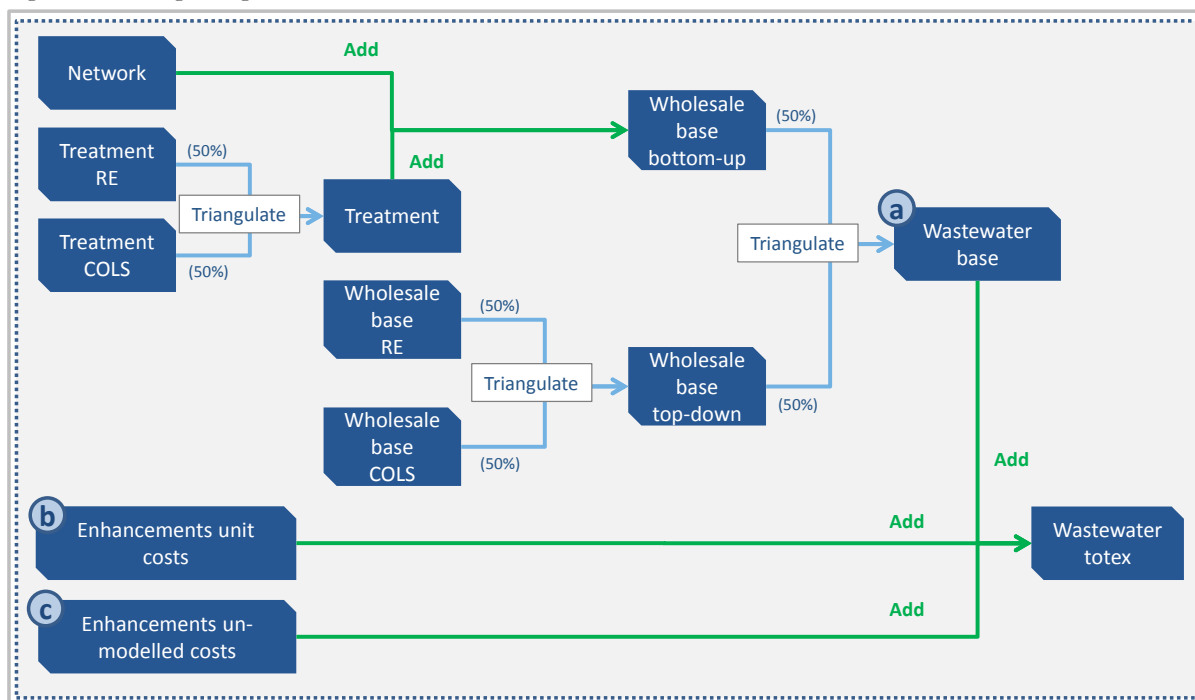 Add
Network
Wholesale
base
bottom-up
(50%)
Treatment
RE
(50%)
Add
Triangulate
Treatment
a
Wastewater
base
Triangulate
Treatment
COLS
(50%)
Wholesale
base
RE
(50%)
Triangulate
Wholesale
base
top-down
(50%)
Wholesale
base
COLS
(50%)
Add
b
Enhancements unit
costs
Add
Wastewater
totex
c
Enhancements un-
modelled costs
Add